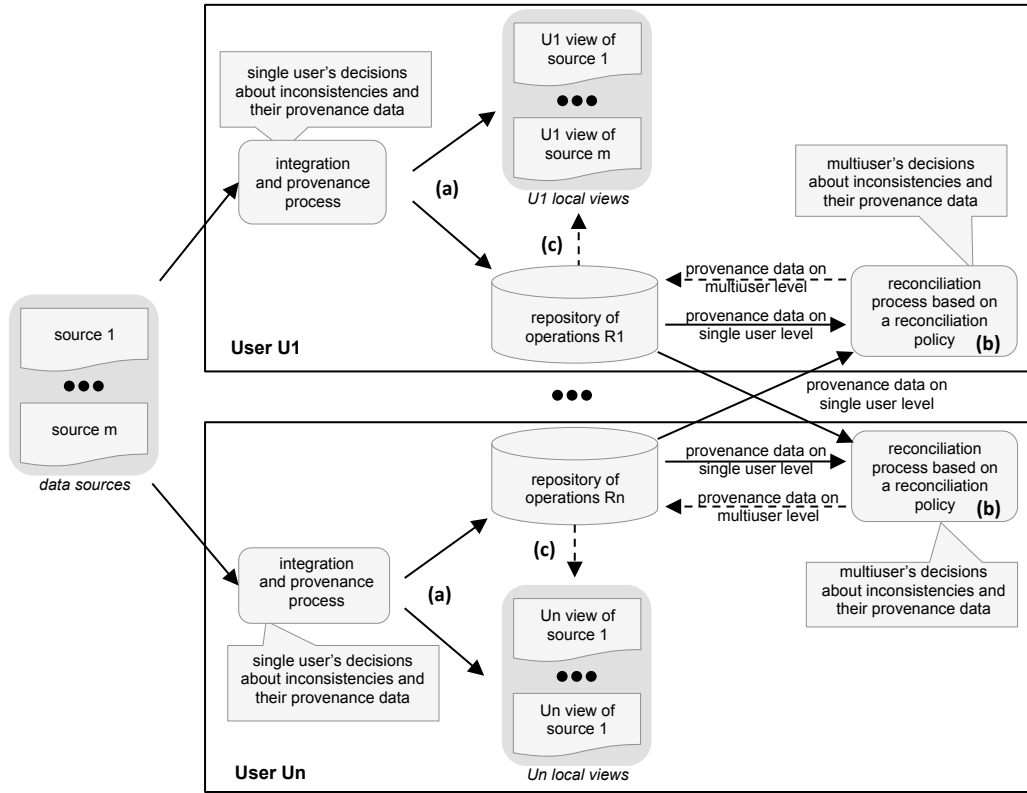 single user's decisions
about inconsistencies and
their provenance data
integration
and provenance
process
(a)
U1 view of
source 1
U1 view of
source m
U1 local views
(c)
repository of
operations R1
provenance data on
multiuser level
provenance data on
single user level
multiuser's decisions
about inconsistencies and
their provenance data
reconciliation
process based on
a reconciliation
policy
(b)
User U1
source 1
source m
data sources
provenance data on
single user level
repository of
operations Rn
provenance data on
single user level
provenance data on
multiuser level
reconciliation
process based on
a reconciliation
policy
(b)
(c)
integration
and provenance
process
(a)
multiuser's decisions
about inconsistencies and
their provenance data
single user's decisions
about inconsistencies and
their provenance data
Un view of
source 1
Un view of
source 1
Un local views
User Un